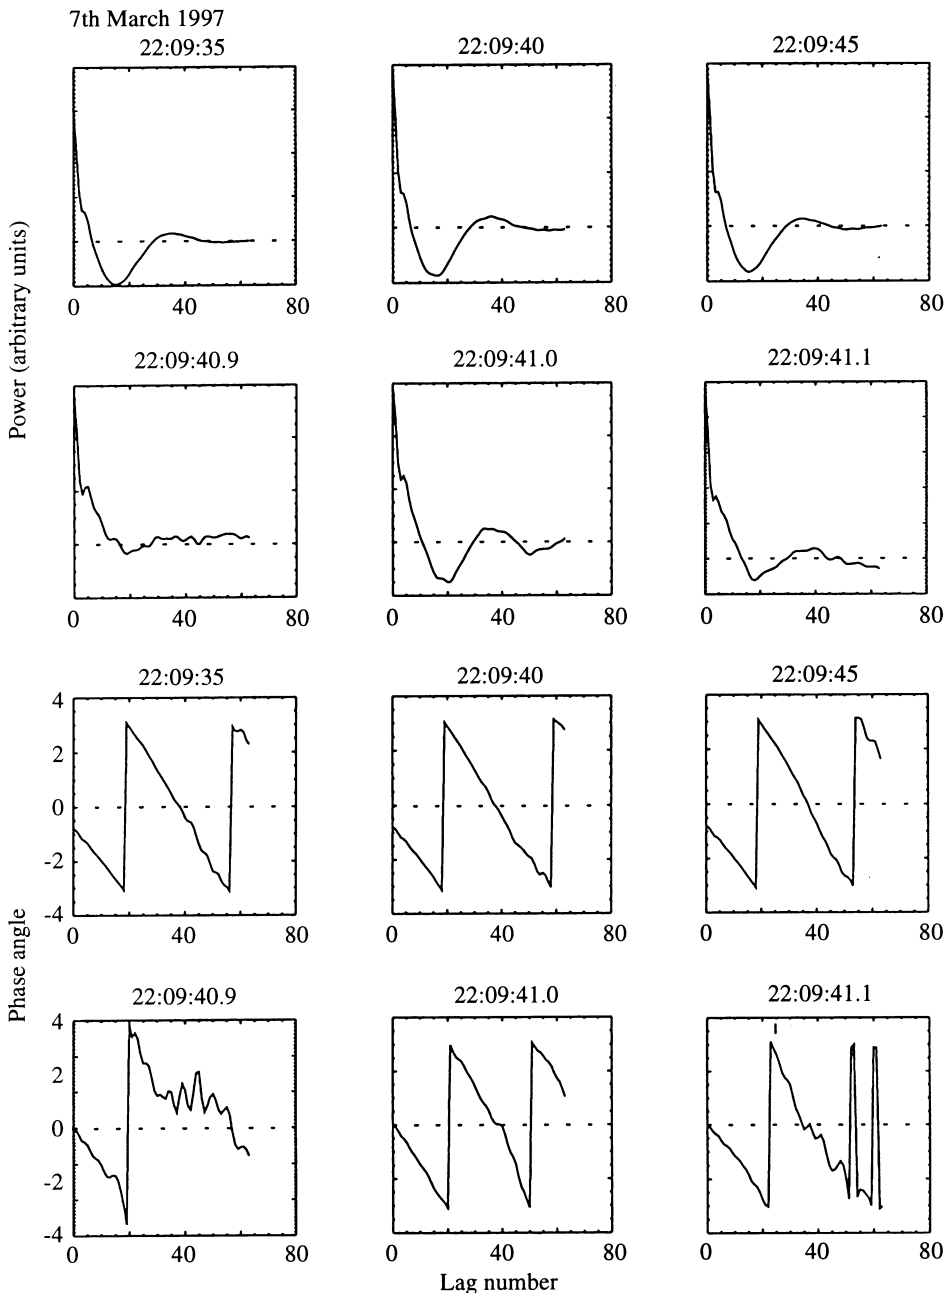 7th March 1997
22:09:35 22:09:40 22:09:45
0 40 80 0 40 80 0 40 80
Power (arbitrary units)
22:09:40.9 22:09:41.0 22:09:41.1
0 40 80 0 40 80 0 40 80
22:09:35 22:09:40 22:09:45
4
2
0
-2
-4
0 40 80 0 40 80 0 40 80
Phase angle
22:09:40.9 22:09:41.0 22:09:41.1
4
2
0
-2
-4
0 40 80 0 40 80 0 40 80
Lag number